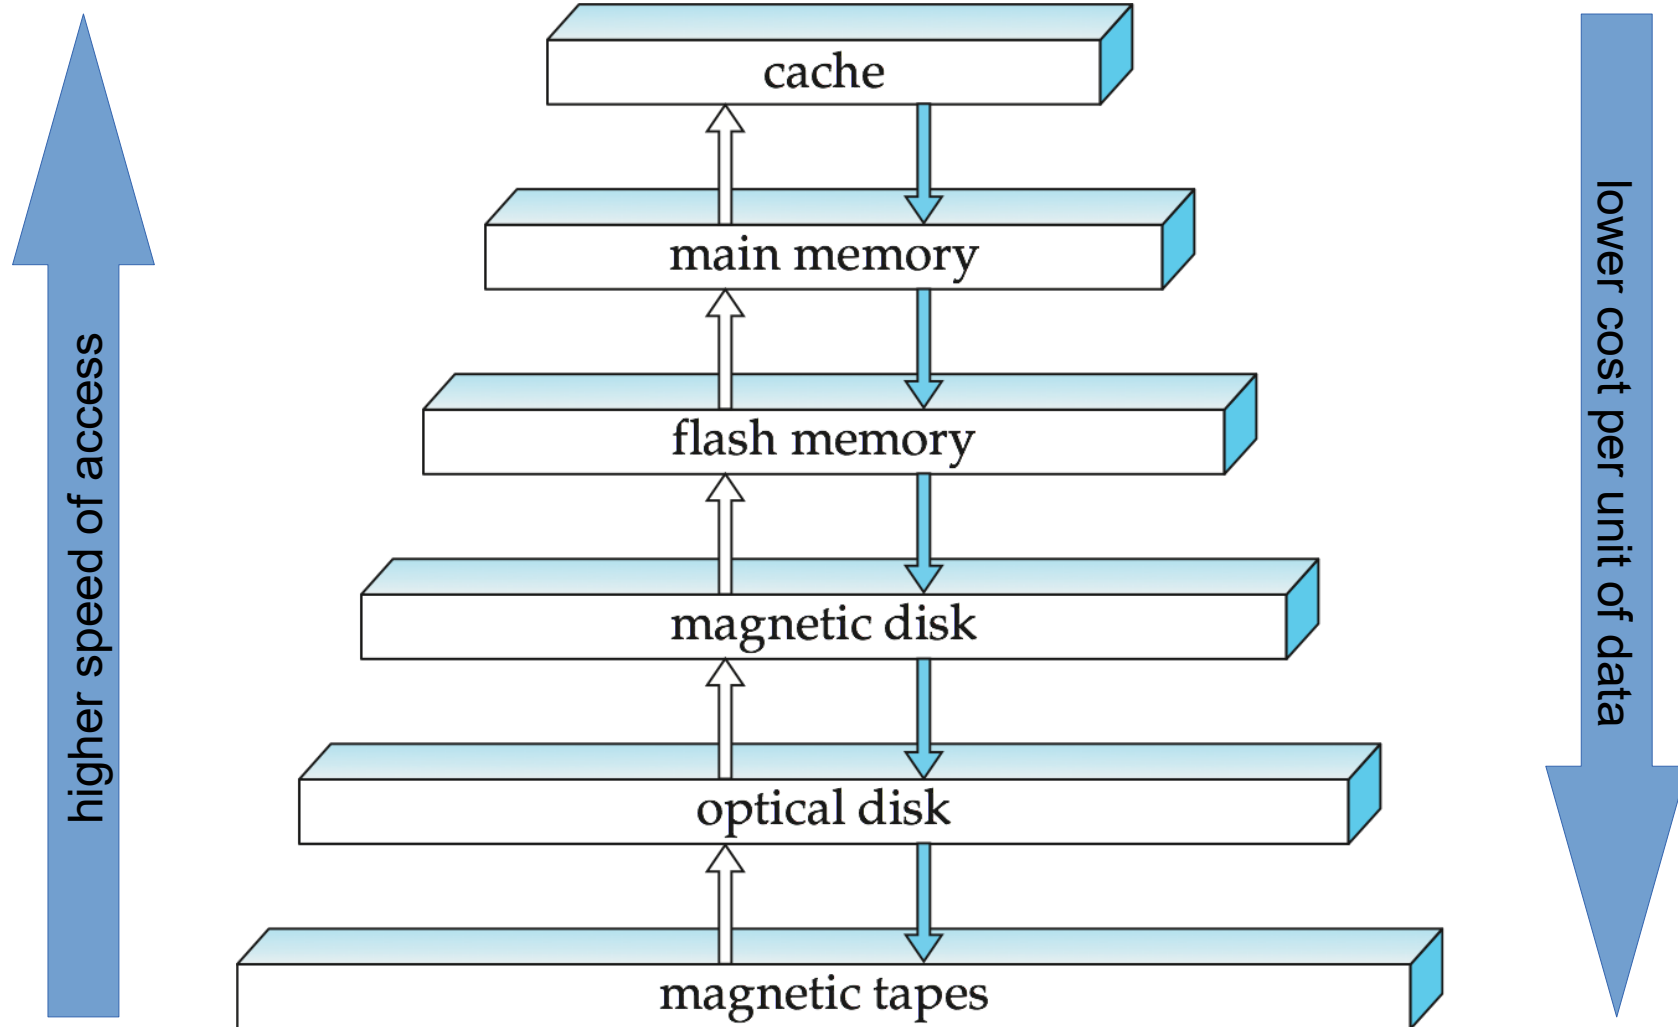 cache
main memory
flash memory
magnetic disk
optical disk
magnetic tapes
higher speed of access
lower cost per unit of data